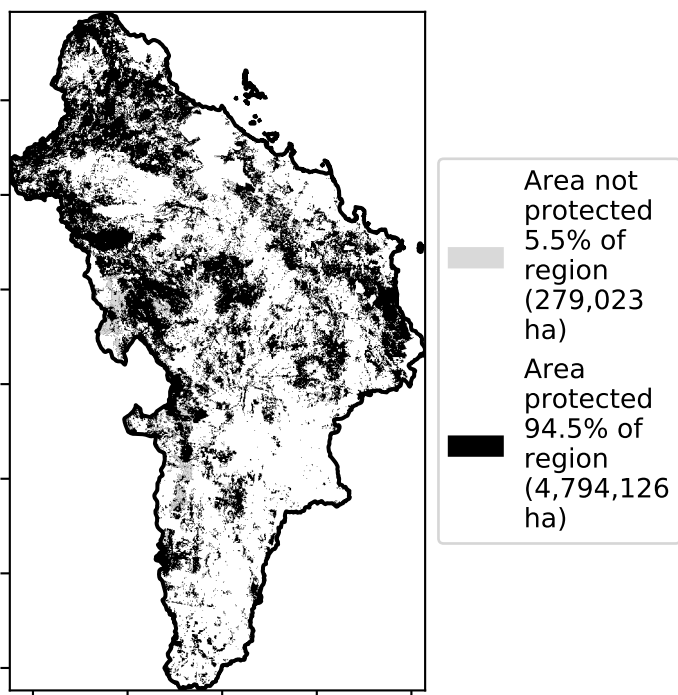 Area not
protected
5.5% of
region
(279,023
ha)
Area
protected
94.5% of
region
(4,794,126
ha)